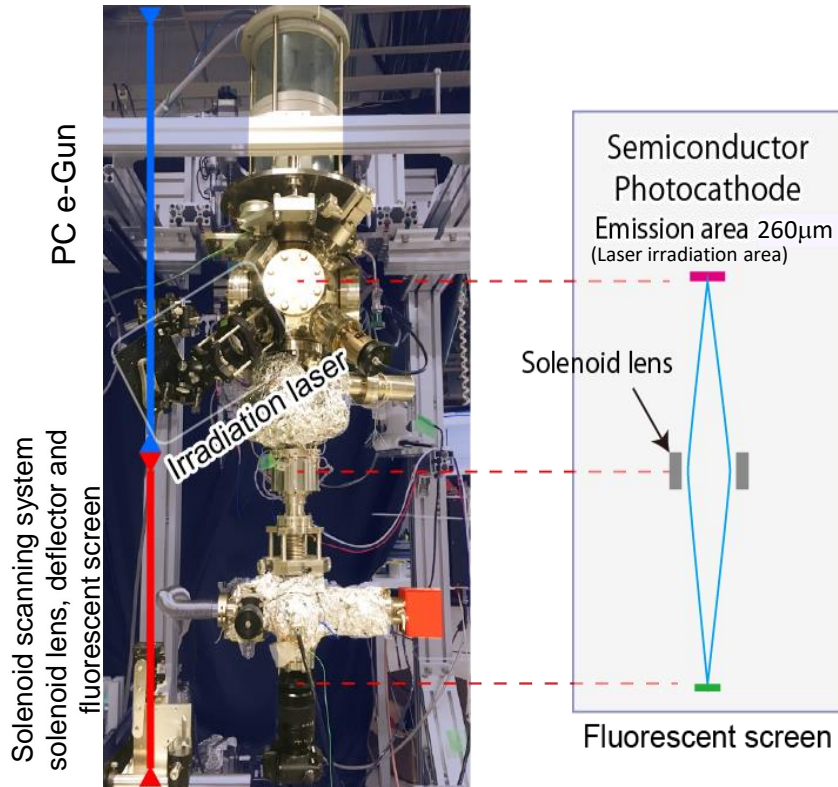 PC e-Gun
Solenoid scanning system
solenoid lens, deflector and
fluorescent screen
Irradiation laser
Semiconductor
Photocathode
Emission area 260μm
(Laser irradiation area)
Solenoid lens
Fluorescent screen